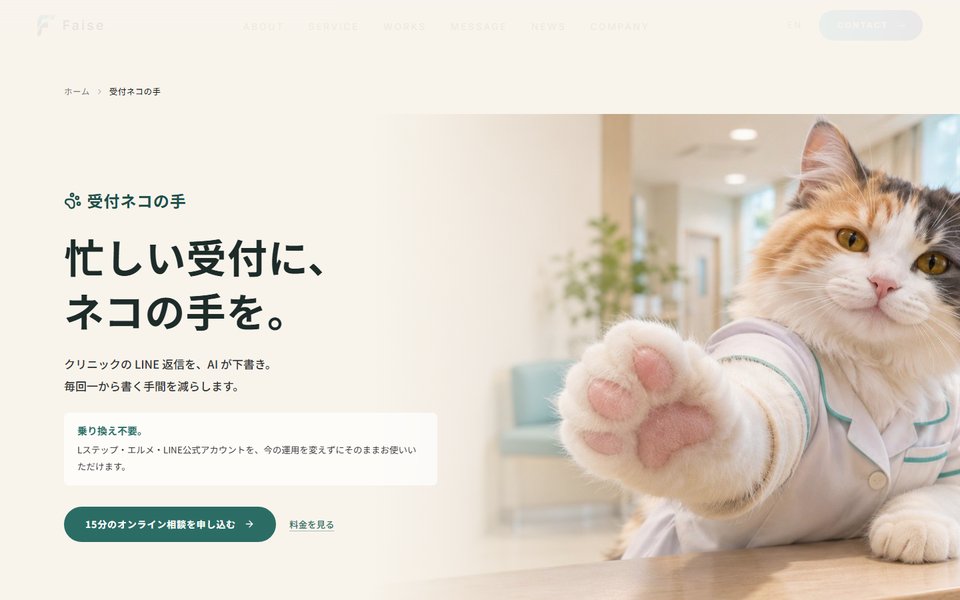 Faise
ABOUT SERVICE WORKS MESSAGE NEWS COMPANY
EN
CONTACT →
ホーム > 受付ネコの手
受付ネコの手
忙しい受付に、
ネコの手を。
クリニックの LINE 返信を、AI が下書き。
毎回一から書く手間を減らします。
乗り換え不要。
Lステップ・エルメ・LINE公式アカウントを、今の運用を変えずにそのままお使いい
ただけます。
15分のオンライン相談を申し込む →
料金を見る